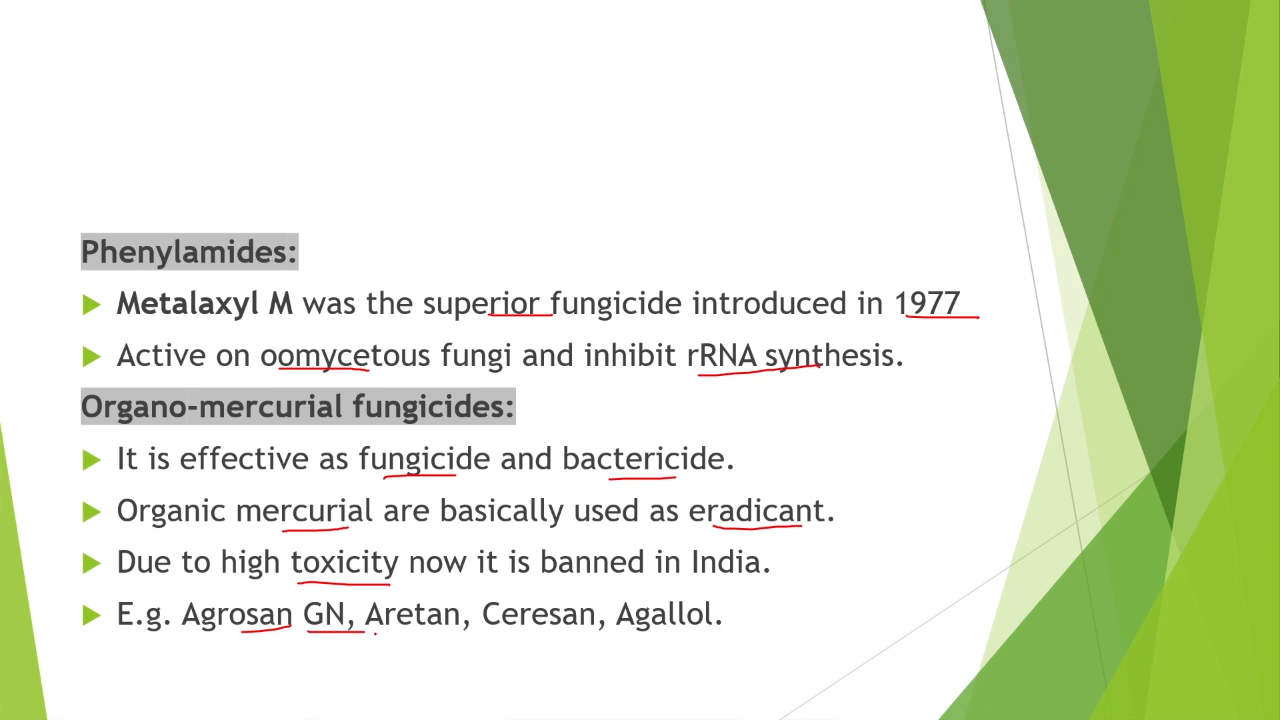 Phenylamides:
Metalaxyl M was the superior fungicide introduced in 1977
Active on oomycetous fungi and inhibit rRNA synthesis.
Organo-mercurial fungicides:
It is effective as fungicide and bactericide.
Organic mercurial are basically used as eradicant.
Due to high toxicity now it is banned in India.
E.g. Agrosan GN, Aretan, Ceresan, Agallol.